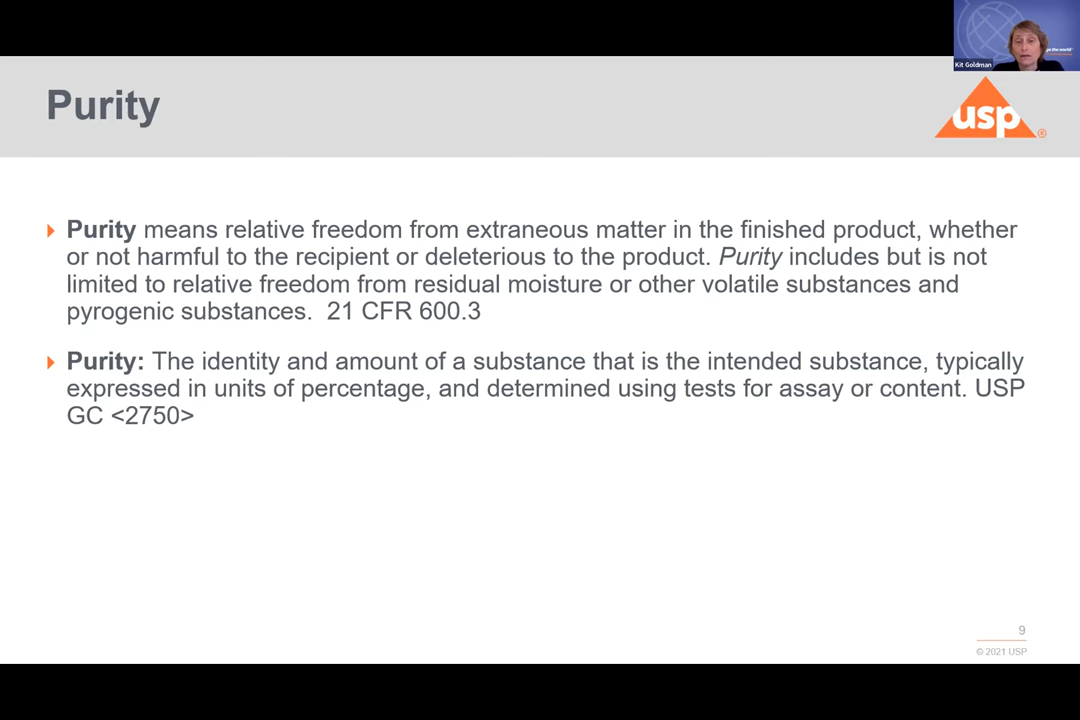 ge the world"
Kit Goldman
Purity
usp®
Purity means relative freedom from extraneous matter in the finished product, whether
or not harmful to the recipient or deleterious to the product. Purity includes but is not
limited to relative freedom from residual moisture or other volatile substances and
pyrogenic substances.  21 CFR 600.3
Purity: The identity and amount of a substance that is the intended substance, typically
expressed in units of percentage, and determined using tests for assay or content. USP
GC <2750>
9
© 2021 USP